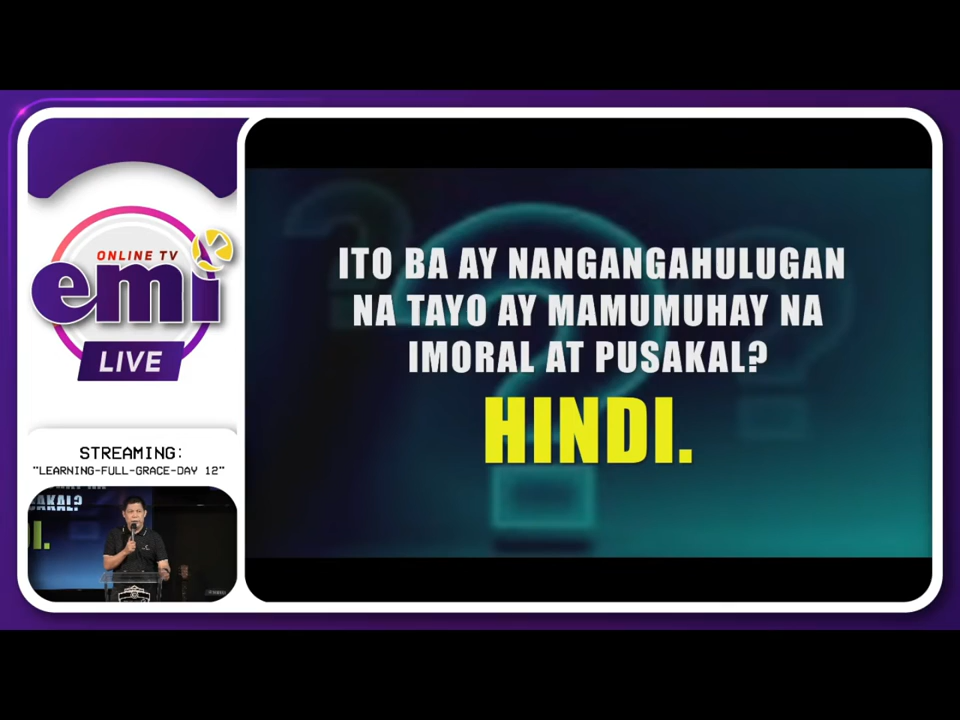 ONLINE TV
emi
LIVE
STREAMING:
"LEARNING-FULL-GRACE-DAY 12"
ITO BA AY NANGANGAHULUGAN
NA TAYO AY MAMUMUHAY NA
IMORAL AT PUSAKAL?
HINDI.
SAKAL?
I.